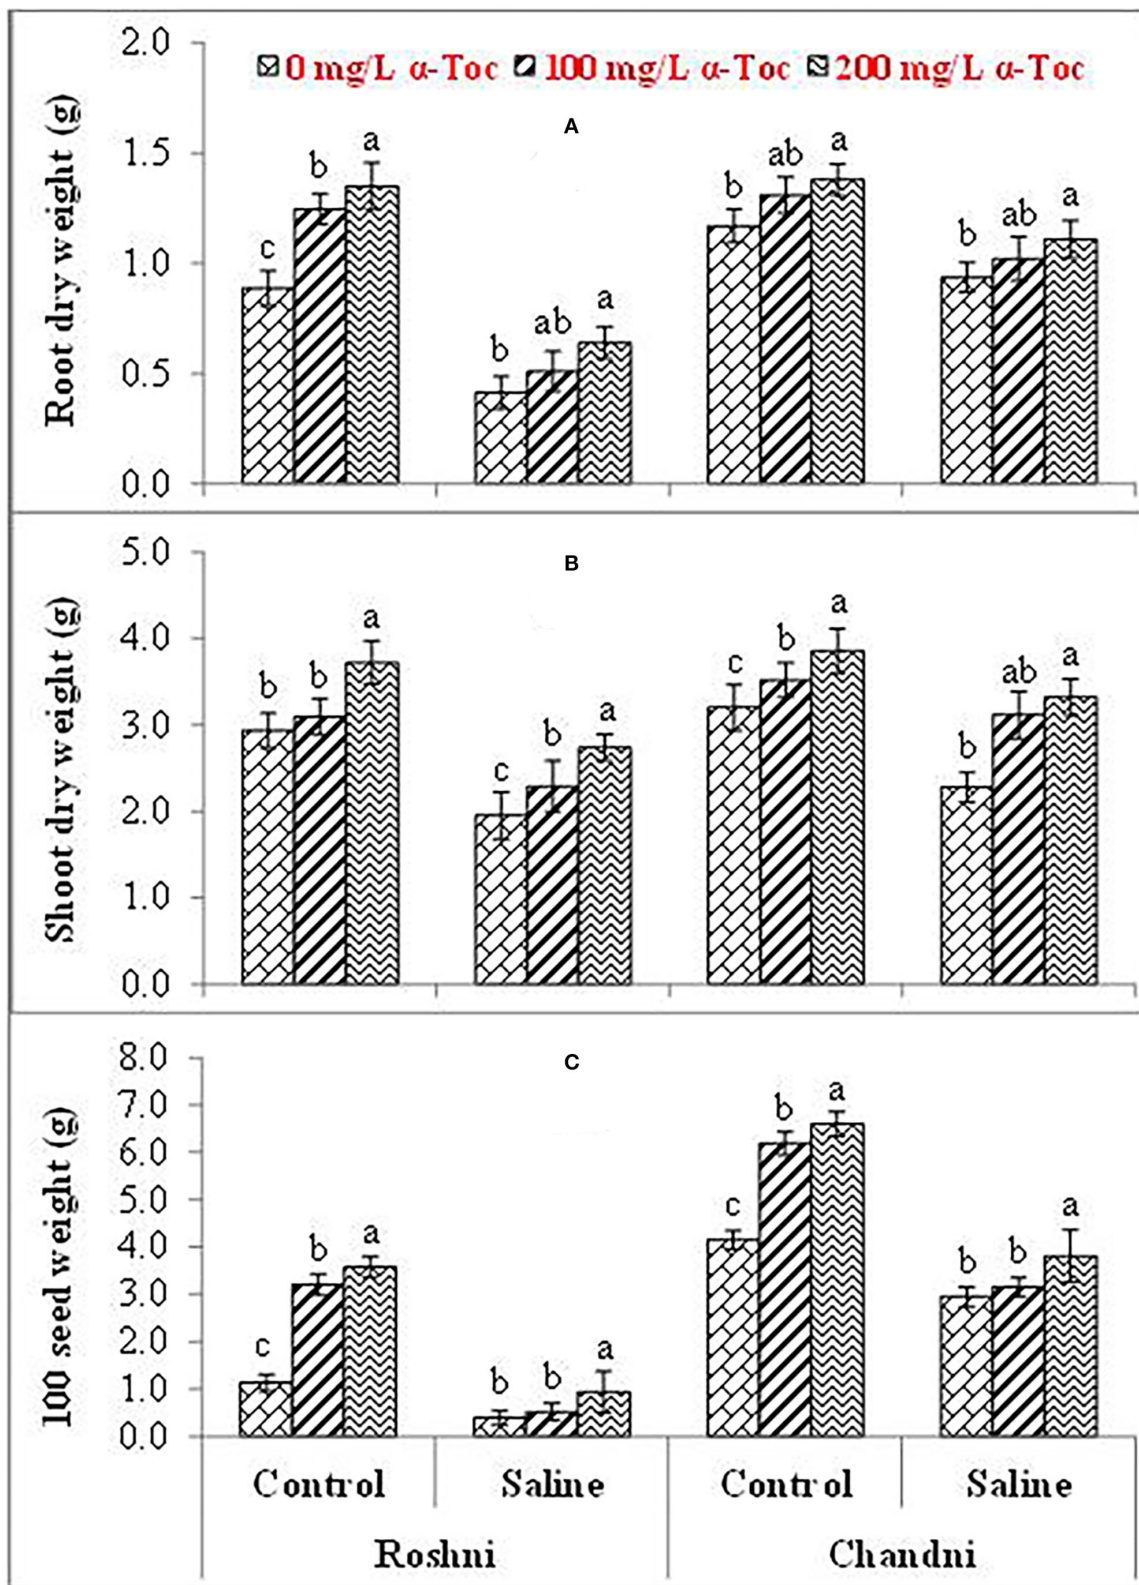 2.0
0 mg/L α-Toc 100 mg/L α-Toc 200 mg/L α-Toc
A
Root dry weight (g)
1.5
1.0
0.5
0.0
c b a
b ab a
b ab a
b ab a
5.0
B
Shoot dry weight (g)
4.0
3.0
2.0
1.0
0.0
b b a
c b a
c b a
b ab a
8.0
C
100 seed weight (g)
7.0
6.0
5.0
4.0
3.0
2.0
1.0
0.0
c b a
b b a
c b a
b b a
Control Saline Control Saline
Roshni Chandni